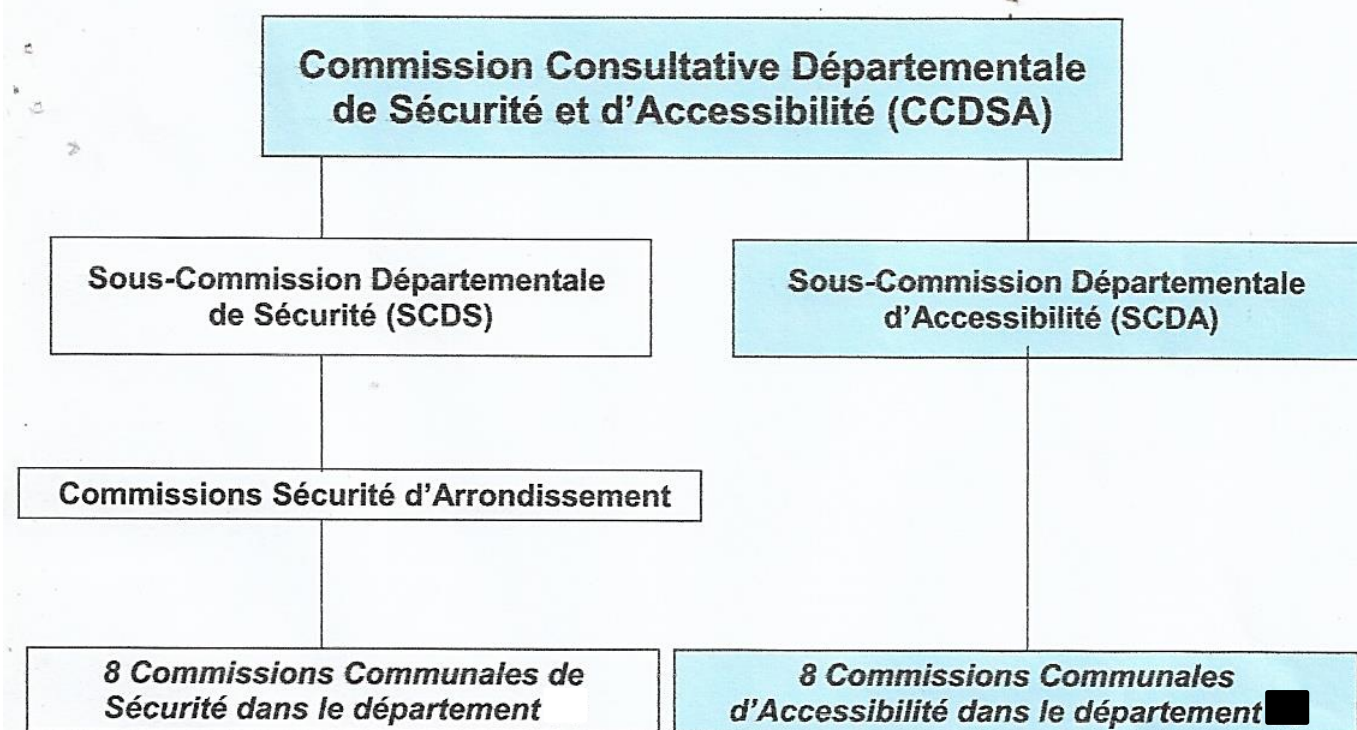 Commission Consultative Départementale
de Sécurité et d'Accessibilité (CCDSA)
Sous-Commission Départementale
de Sécurité (SCDS)
Sous-Commission Départementale
d'Accessibilité (SCDA)
Commissions Sécurité d'Arrondissement
8 Commissions Communales de
Sécurité dans le département
8 Commissions Communales
d'Accessibilité dans le département